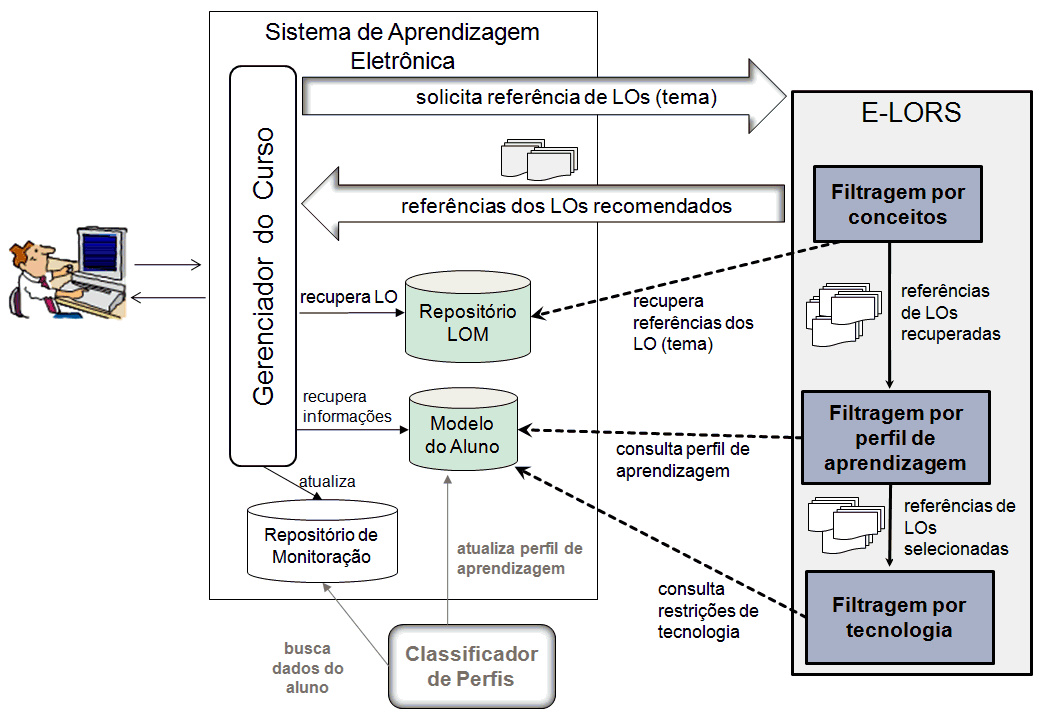 Sistema de Aprendizagem
Eletrônica
solicita referência de LOs (tema)
E-LORS
Gerenciador do Curso
referências dos LOs recomendados
Filtragem por
conceitos
recupera LO
Repositório
LOM
recupera
referências dos
LO (tema)
referências
de LOs
recuperadas
recupera
informações
Modelo
do Aluno
consulta perfil de
aprendizagem
Filtragem por
perfil de
aprendizagem
atualiza
Repositório de
Monitoração
atualiza perfil de
aprendizagem
referências de
LOs
selecionadas
consulta
restrições de
tecnologia
Filtragem por
tecnologia
busca
dados do
aluno
Classificador
de Perfis